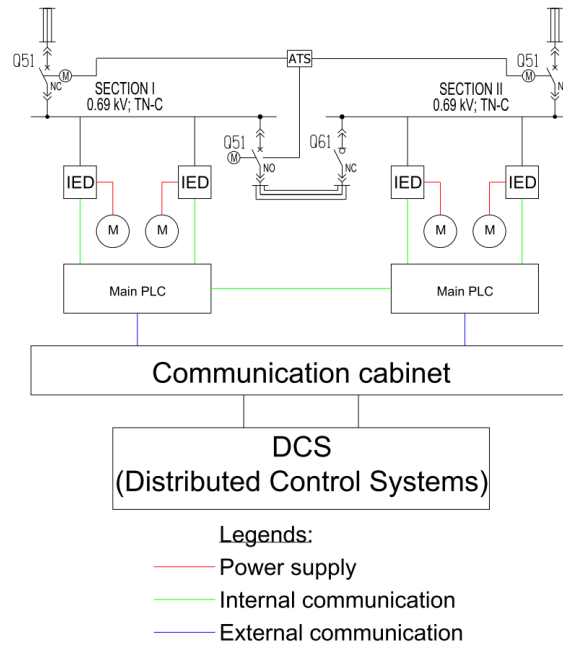 Q51
M
NC
ATS
Q51
M
NC
SECTION I
0.69 kV; TN-C
SECTION II
0.69 kV; TN-C
Q51
M
NO
Q61
NC
IED
IED
IED
IED
M
M
M
M
Main PLC
Main PLC
Communication cabinet
DCS
(Distributed Control Systems)
Legends:
Power supply
Internal communication
External communication